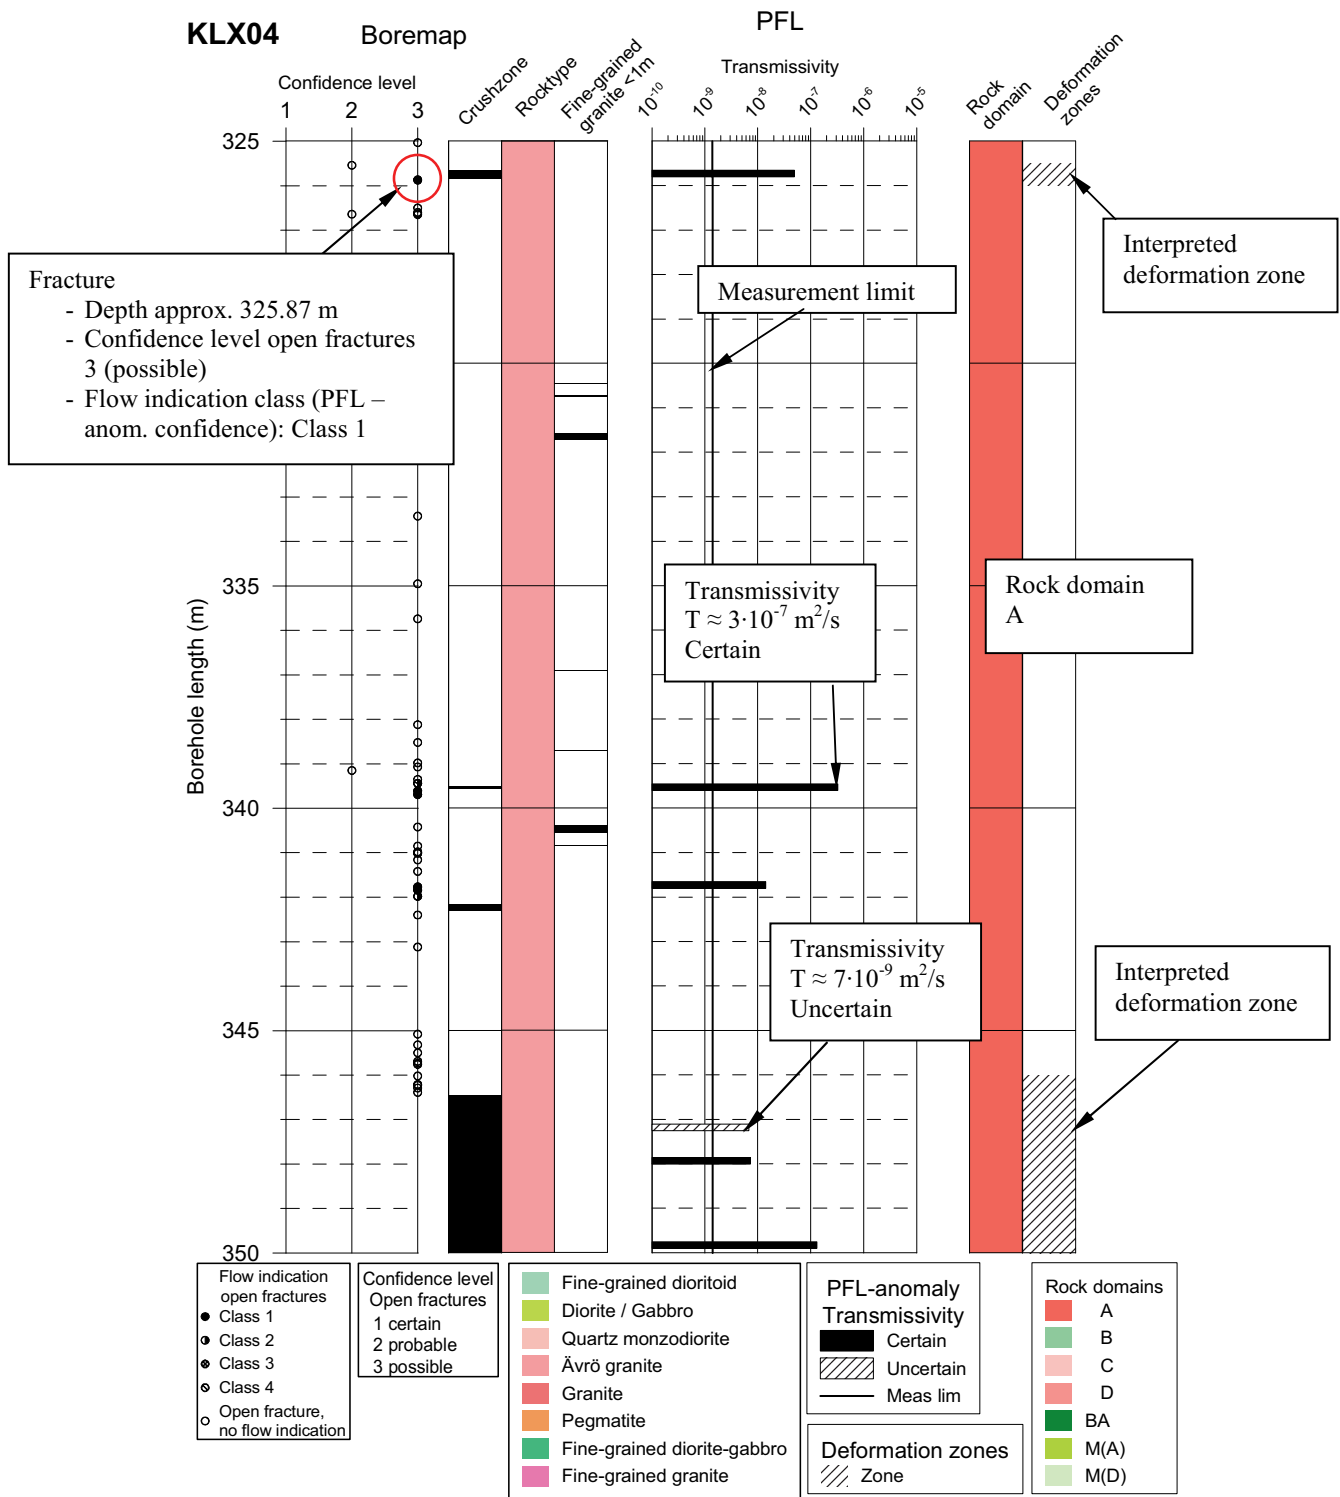 KLX04
Boremap
PFL
Confidence level
1 2 3
Crushzone
Rocktype
Fine-grained
granite <1m
Transmissivity
10⁻¹⁰ 10⁻⁹ 10⁻⁸ 10⁻⁷ 10⁻⁶ 10⁻⁵
Rock
domain
Deformation
zones
325
Interpreted
deformation zone
Fracture
- Depth approx. 325.87 m
- Confidence level open fractures
3 (possible)
- Flow indication class (PFL –
anom. confidence): Class 1
Measurement limit
335
Transmissivity
T ≈ 3·10⁻⁷ m²/s
Certain
Rock domain
A
Borehole length (m)
340
Transmissivity
T ≈ 7·10⁻⁹ m²/s
Uncertain
Interpreted
deformation zone
345
350
Flow indication
open fractures
Class 1
Class 2
Class 3
Class 4
Open fracture,
no flow indication
Confidence level
Open fractures
1 certain
2 probable
3 possible
Fine-grained dioritoid
Diorite / Gabbro
Quartz monzodiorite
Ävrö granite
Granite
Pegmatite
Fine-grained diorite-gabbro
Fine-grained granite
PFL-anomaly
Transmissivity
Certain
Uncertain
Meas lim
Deformation zones
Zone
Rock domains
A
B
C
D
BA
M(A)
M(D)